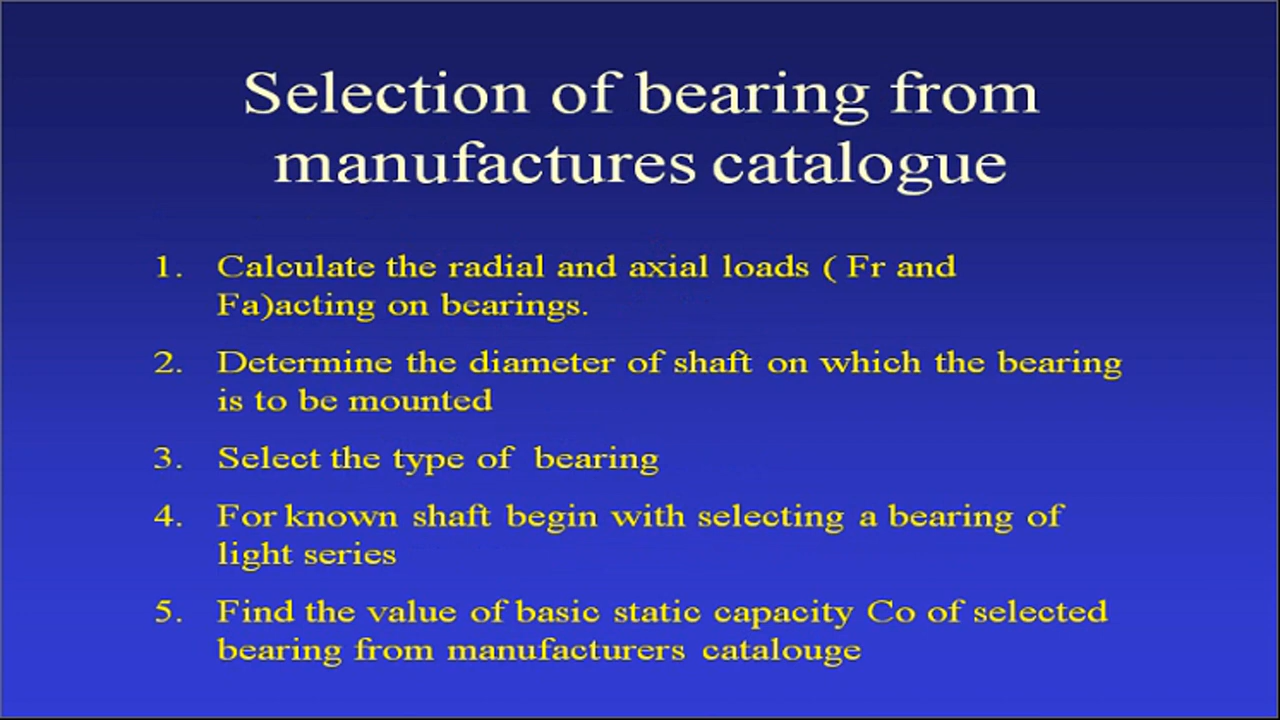 Selection of bearing from
manufactures catalogue
1. Calculate the radial and axial loads ( Fr and
Fa)acting on bearings.
2. Determine the diameter of shaft on which the bearing
is to be mounted
3. Select the type of bearing
4. For known shaft begin with selecting a bearing of
light series
5. Find the value of basic static capacity Co of selected
bearing from manufacturers catalouge